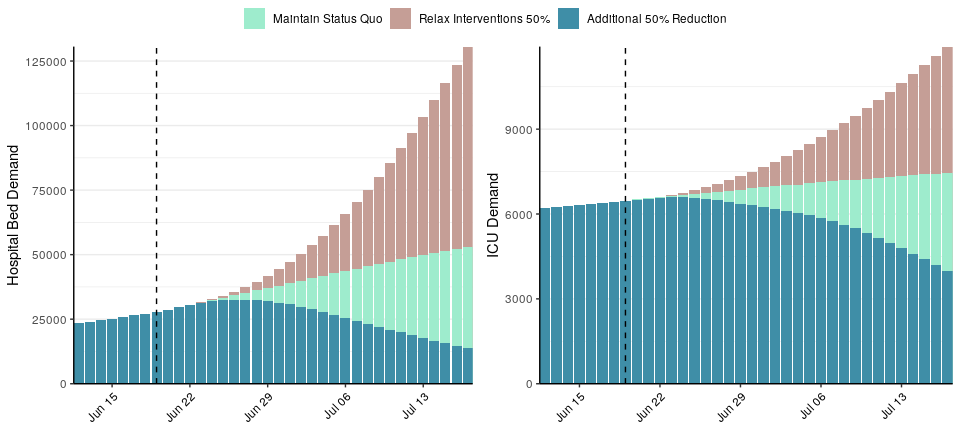 Maintain Status Quo Relax Interventions 50% Additional 50% Reduction
Hospital Bed Demand
125000
100000
75000
50000
25000
0
Jun 15 Jun 22 Jun 29 Jul 06 Jul 13
ICU Demand
9000
6000
3000
0
Jun 15 Jun 22 Jun 29 Jul 06 Jul 13